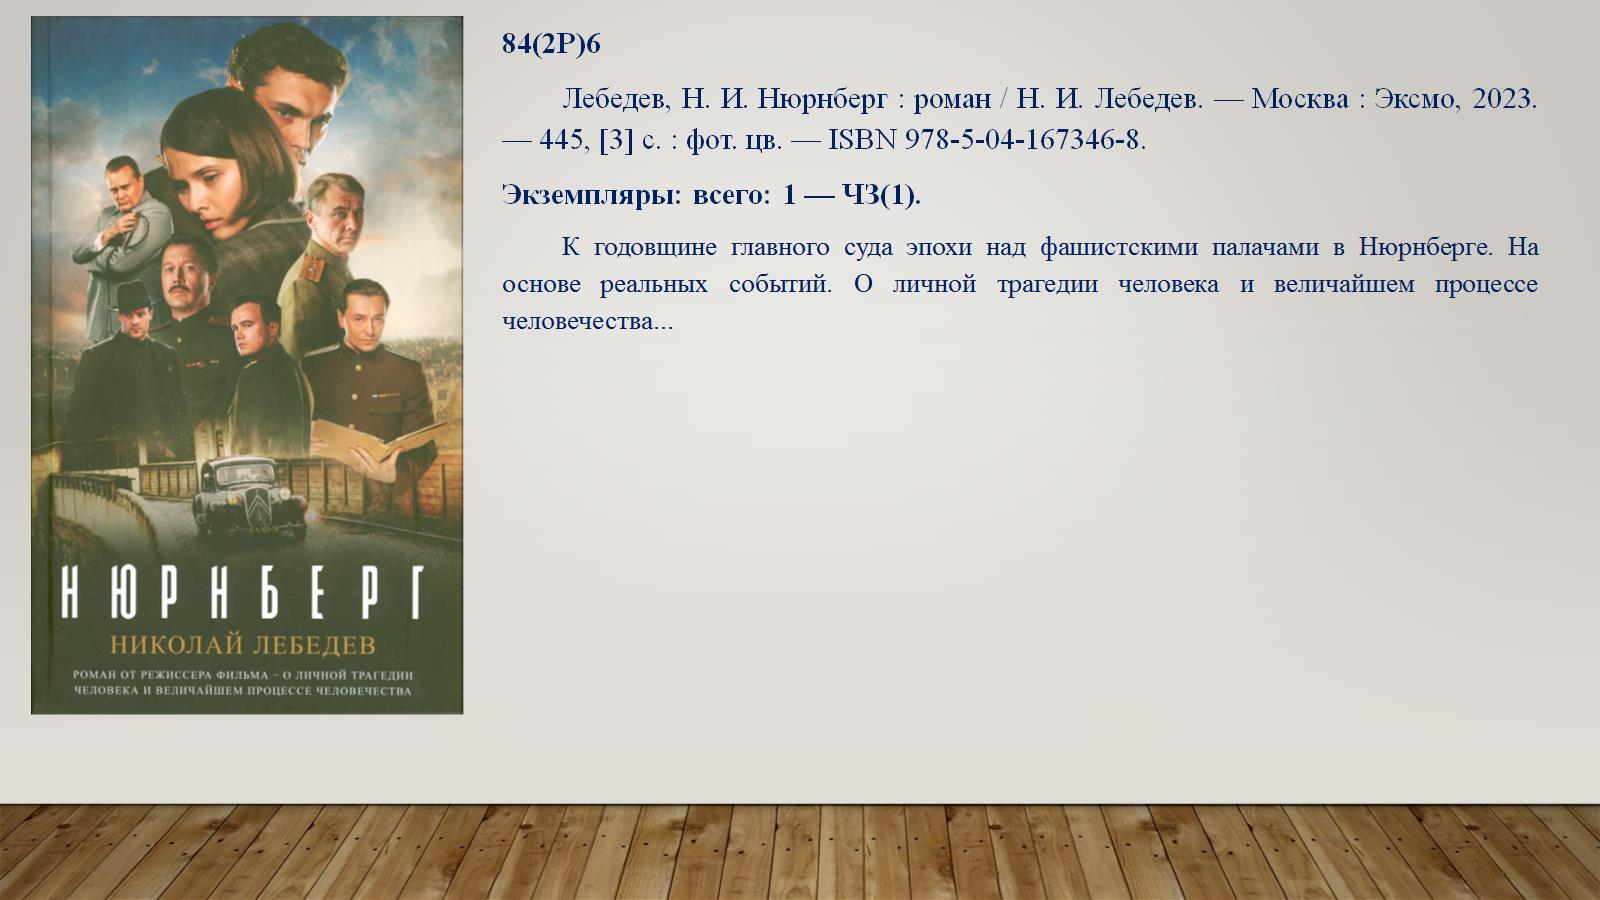 84(2Р)6
Лебедев, Н. И. Нюрнберг : роман / Н. И. Лебедев. — Москва : Эксмо, 2023.
— 445, [3] с. : фот. цв. — ISBN 978-5-04-167346-8.
Экземпляры: всего: 1 — ЧЗ(1).
К годовщине главного суда эпохи над фашистскими палачами в Нюрнберге. На
основе реальных событий. О личной трагедии человека и величайшем процессе
человечества...
НЮРНБЕРГ
НИКОЛАЙ ЛЕБЕДЕВ
РОМАН ОТ РЕЖИССЕРА ФИЛЬМА – О ЛИЧНОЙ ТРАГЕДИИ
ЧЕЛОВЕКА И ВЕЛИЧАЙШЕМ ПРОЦЕССЕ ЧЕЛОВЕЧЕСТВА